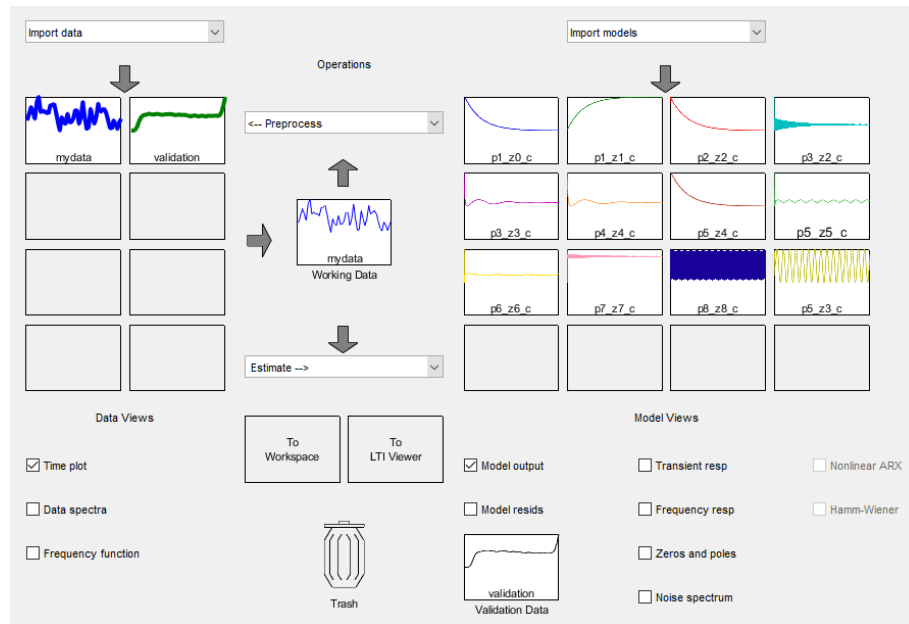 Import data
Import models
Operations
mydata
validation
<-- Preprocess
p1_z0_c
p1_z1_c
p2_z2_c
p3_z2_c
mydata
Working Data
p3_z3_c
p4_z4_c
p5_z4_c
p5_z5_c
p6_z6_c
p7_z7_c
p8_z8_c
p5_z3_c
Estimate -->
Data Views
Model Views
To
Workspace
To
LTI Viewer
Time plot
Model output
Transient resp
Nonlinear ARX
Data spectra
Model resids
Frequency resp
Hamm-Wiener
Frequency function
Zeros and poles
validation
Validation Data
Trash
Noise spectrum